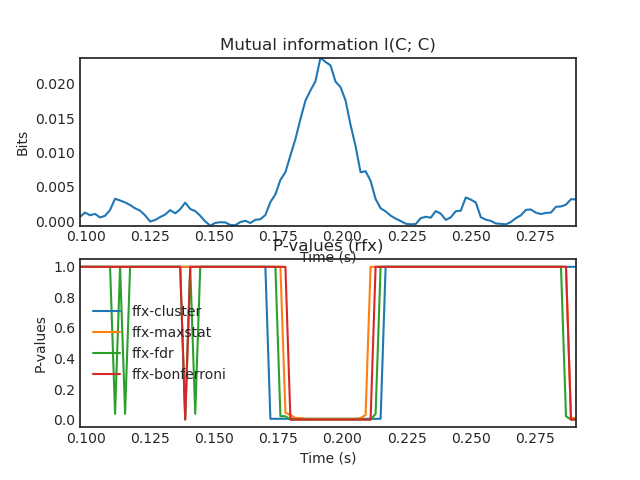 Mutual information I(C; C)
Bits
0.020
0.015
0.010
0.005
0.000
0.100 0.125 0.150 0.175 0.200 0.225 0.250 0.275
Time (s)
P-values (rfx)
P-values
1.0
0.8
0.6
0.4
0.2
0.0
ffx-cluster
ffx-maxstat
ffx-fdr
ffx-bonferroni
0.100 0.125 0.150 0.175 0.200 0.225 0.250 0.275
Time (s)